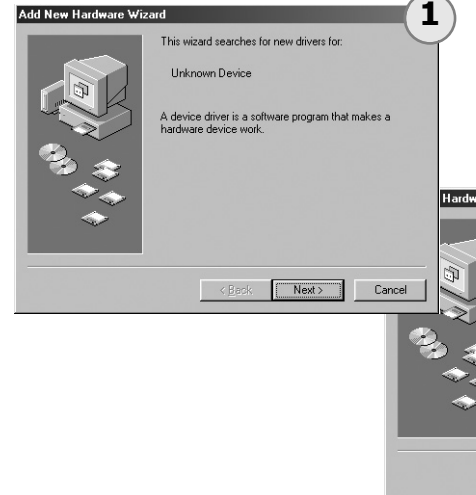 Add New Hardware Wizard
1
This wizard searches for new drivers for:
Unknown Device
A device driver is a software program that makes a
hardware device work.
< Back
Next >
Cancel